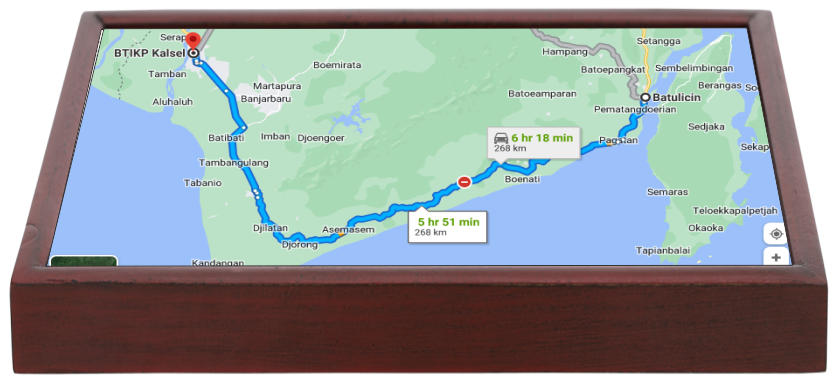 Serap
Setangga
BTIKP Kalsel
Hampang
Boemirata
Batoepangkat
Sembelimbingan
Tamban
Martapura
Berangas
So
Aluhaluh
Banjarbaru
Batoeamparan
Batulicin
Pematangdoerian
Sedjaka
Batibati
Imban
Djoengoer
6 hr 18 min
268 km
Pagatan
Sekap
Tambangulang
Tabanio
Boenati
Semaras
Teloekkapalpetjah
5 hr 51 min
268 km
Djilatan
Asemasem
Okaoka
Djorong
Tapianbalai
Kandangan
+